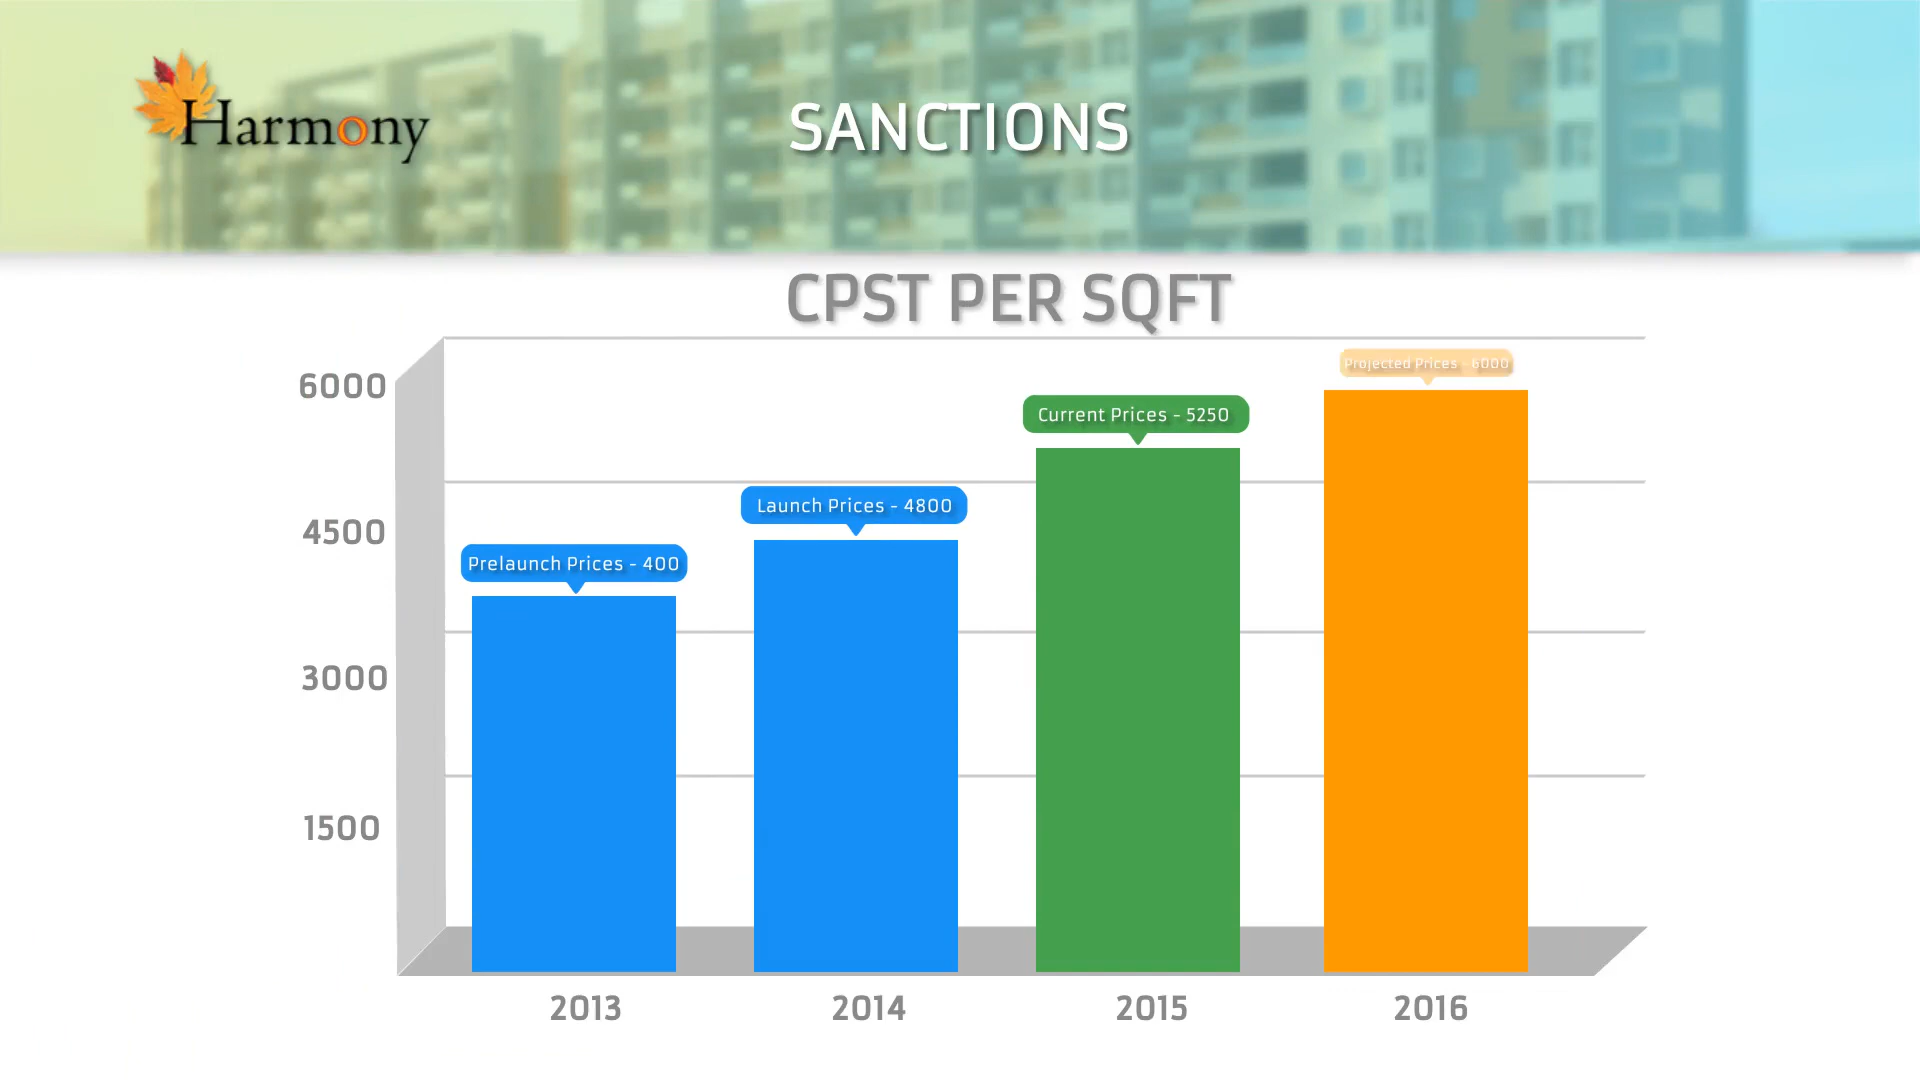 Harmony
SANCTIONS
CPST PER SQFT
6000
4500
3000
1500
Prelaunch Prices - 400
Launch Prices - 4800
Current Prices - 5250
Projected Prices - 6000
2013
2014
2015
2016